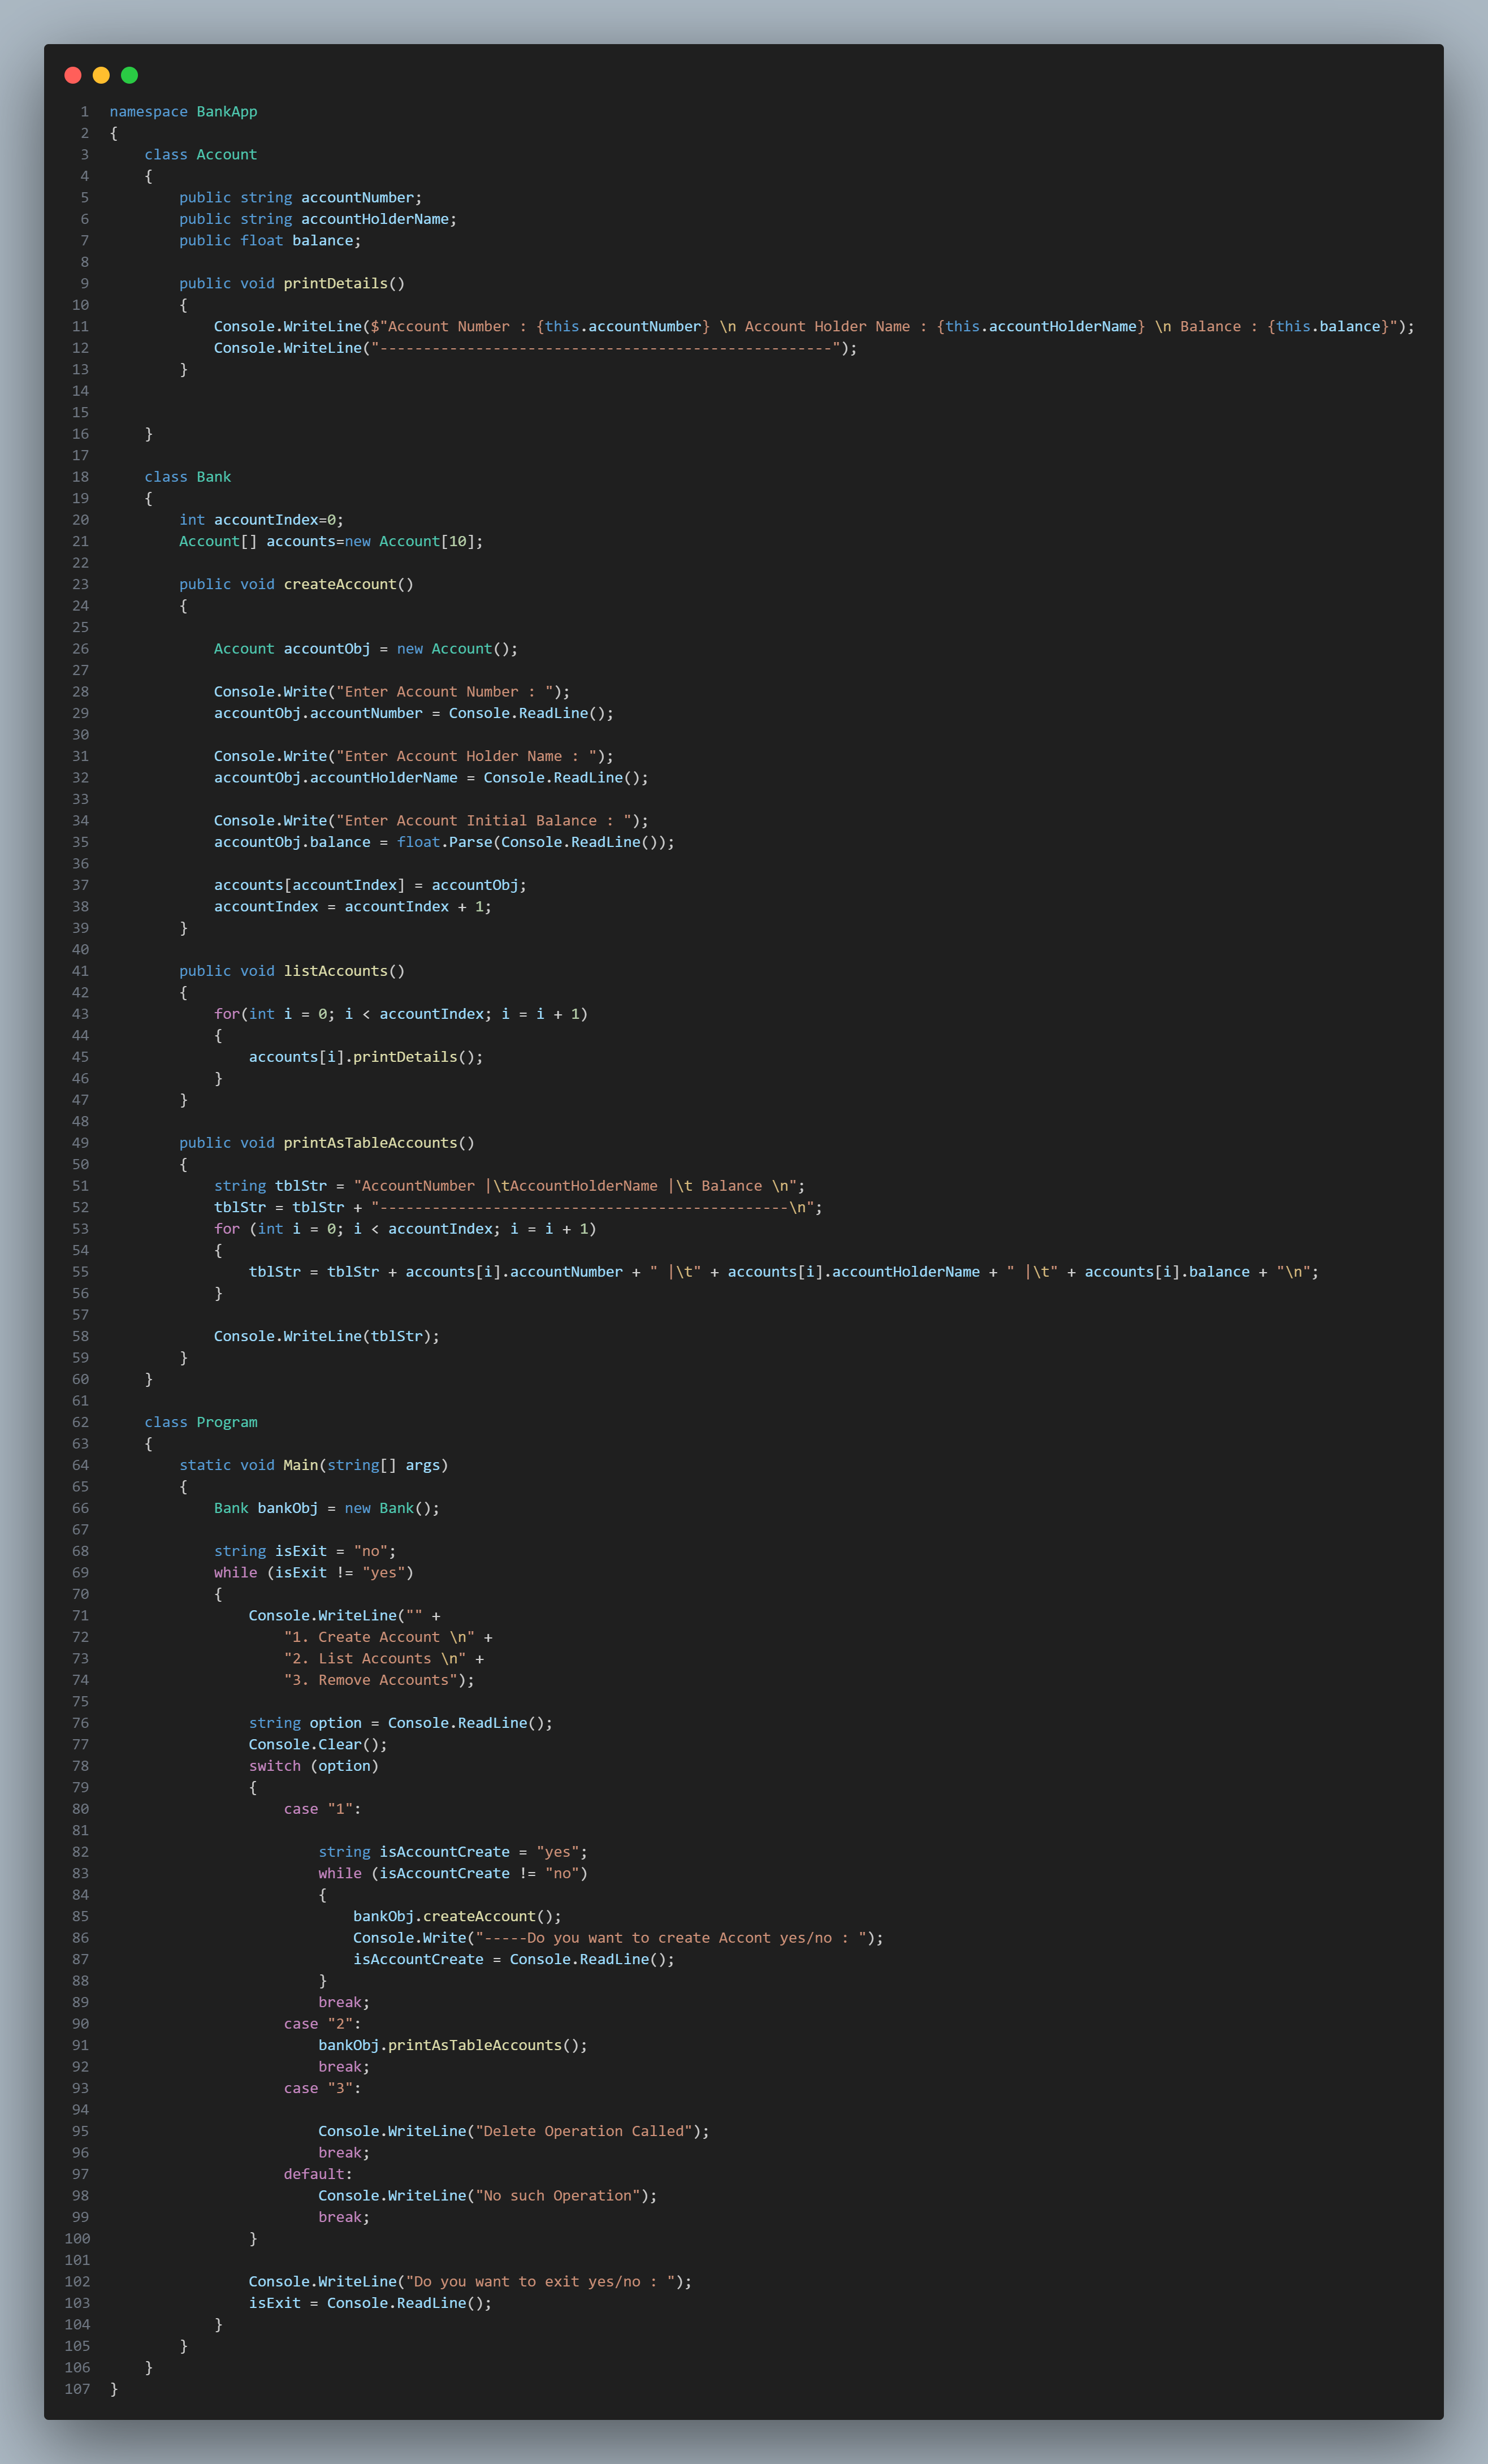 1 namespace BankApp
2 {
3     class Account
4     {
5         public string accountNumber;
6         public string accountHolderName;
7         public float balance;
8
9         public void printDetails()
10         {
11             Console.WriteLine($"Account Number : {this.accountNumber} \n Account Holder Name : {this.accountHolderName} \n Balance : {this.balance}");
12             Console.WriteLine("----------------------------------------------------");
13         }
14
15
16     }
17
18     class Bank
19     {
20         int accountIndex=0;
21         Account[] accounts=new Account[10];
22
23         public void createAccount()
24         {
25
26             Account accountObj = new Account();
27
28             Console.Write("Enter Account Number : ");
29             accountObj.accountNumber = Console.ReadLine();
30
31             Console.Write("Enter Account Holder Name : ");
32             accountObj.accountHolderName = Console.ReadLine();
33
34             Console.Write("Enter Account Initial Balance : ");
35             accountObj.balance = float.Parse(Console.ReadLine());
36
37             accounts[accountIndex] = accountObj;
38             accountIndex = accountIndex + 1;
39         }
40
41         public void listAccounts()
42         {
43             for(int i = 0; i < accountIndex; i = i + 1)
44             {
45                 accounts[i].printDetails();
46             }
47         }
48
49         public void printAsTableAccounts()
50         {
51             string tblStr = "AccountNumber |\tAccountHolderName |\t Balance \n";
52             tblStr = tblStr + "-----------------------------------------------\n";
53             for (int i = 0; i < accountIndex; i = i + 1)
54             {
55                 tblStr = tblStr + accounts[i].accountNumber + " |\t" + accounts[i].accountHolderName + " |\t" + accounts[i].balance + "\n";
56             }
57
58             Console.WriteLine(tblStr);
59         }
60     }
61
62     class Program
63     {
64         static void Main(string[] args)
65         {
66             Bank bankObj = new Bank();
67
68             string isExit = "no";
69             while (isExit != "yes")
70             {
71                 Console.WriteLine("" +
72                     "1. Create Account \n" +
73                     "2. List Accounts \n" +
74                     "3. Remove Accounts");
75
76                 string option = Console.ReadLine();
77                 Console.Clear();
78                 switch (option)
79                 {
80                     case "1":
81
82                         string isAccountCreate = "yes";
83                         while (isAccountCreate != "no")
84                         {
85                             bankObj.createAccount();
86                             Console.Write("-----Do you want to create Accont yes/no : ");
87                             isAccountCreate = Console.ReadLine();
88                         }
89                         break;
90                     case "2":
91                         bankObj.printAsTableAccounts();
92                         break;
93                     case "3":
94
95                         Console.WriteLine("Delete Operation Called");
96                         break;
97                     default:
98                         Console.WriteLine("No such Operation");
99                         break;
100                 }
101
102                 Console.WriteLine("Do you want to exit yes/no : ");
103                 isExit = Console.ReadLine();
104             }
105         }
106     }
107 }